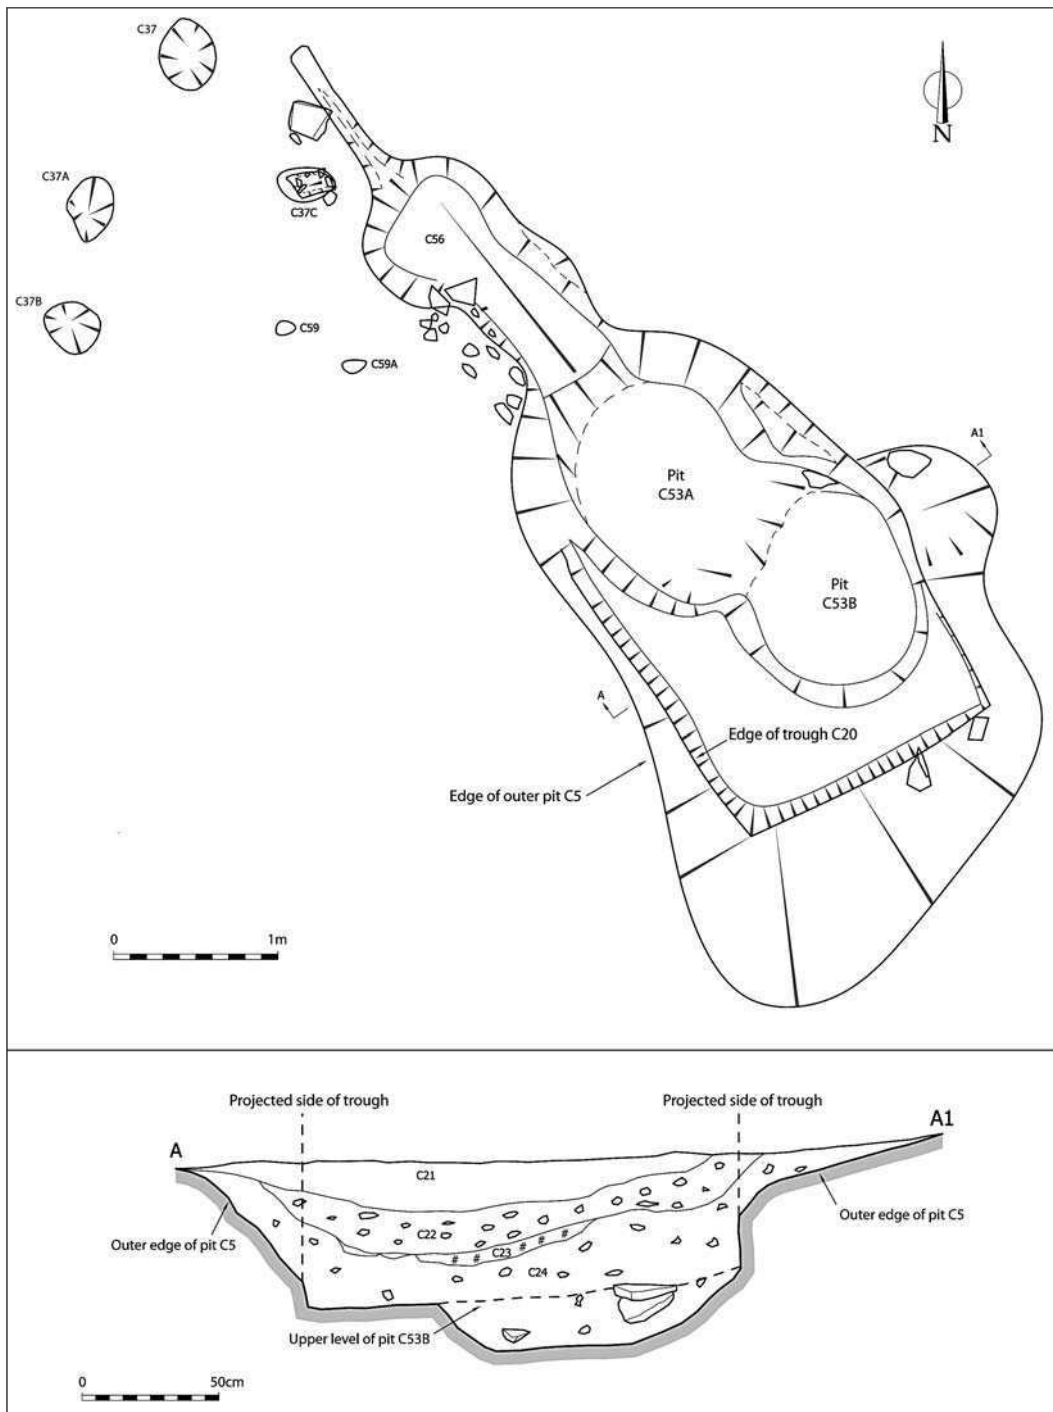 C37
N
C37A
C37C
C56
C37B
C59
C59A
A1
Pit
C53A
Pit
C53B
A
Edge of trough C20
Edge of outer pit C5
0 1m
Projected side of trough
Projected side of trough
A
A1
C21
Outer edge of pit C5
C22
C23
# # # # #
Outer edge of pit C5
C24
Upper level of pit C53B
0 50cm